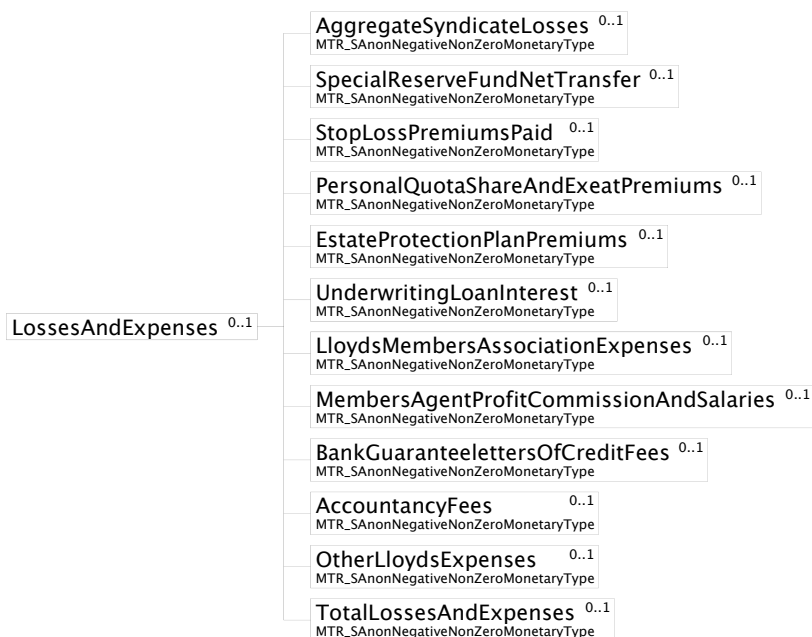 AggregateSyndicateLosses 0..1
MTR_SAnonNegativeNonZeroMonetaryType
SpecialReserveFundNetTransfer 0..1
MTR_SAnonNegativeNonZeroMonetaryType
StopLossPremiumsPaid 0..1
MTR_SAnonNegativeNonZeroMonetaryType
PersonalQuotaShareAndExeatPremiums 0..1
MTR_SAnonNegativeNonZeroMonetaryType
EstateProtectionPlanPremiums 0..1
MTR_SAnonNegativeNonZeroMonetaryType
UnderwritingLoanInterest 0..1
MTR_SAnonNegativeNonZeroMonetaryType
LossesAndExpenses 0..1
LloydsMembersAssociationExpenses 0..1
MTR_SAnonNegativeNonZeroMonetaryType
MembersAgentProfitCommissionAndSalaries 0..1
MTR_SAnonNegativeNonZeroMonetaryType
BankGuaranteelettersOfCreditFees 0..1
MTR_SAnonNegativeNonZeroMonetaryType
AccountancyFees 0..1
MTR_SAnonNegativeNonZeroMonetaryType
OtherLloydsExpenses 0..1
MTR_SAnonNegativeNonZeroMonetaryType
TotalLossesAndExpenses 0..1
MTR_SAnonNegativeNonZeroMonetaryType